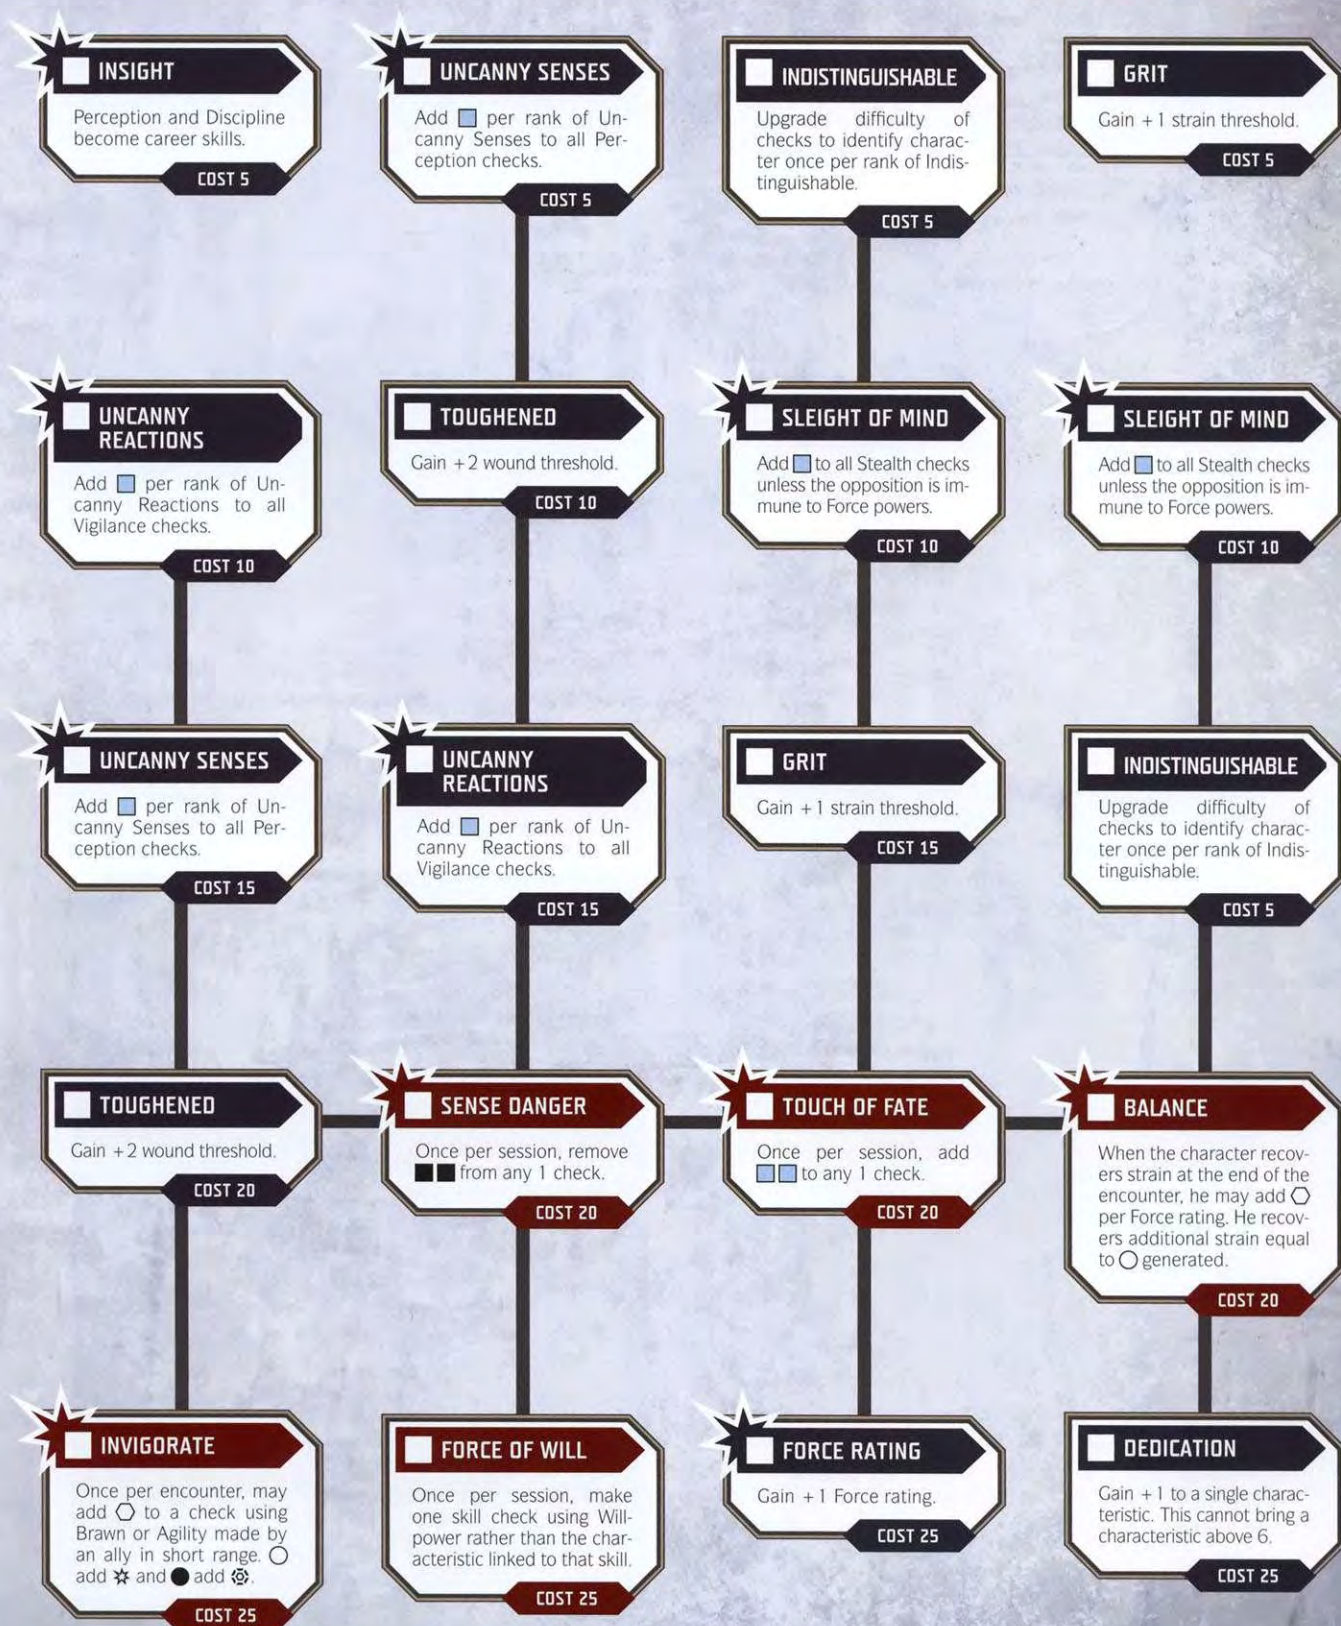 INSIGHT
Perception and Discipline
become career skills.
COST 5
UNCANNY SENSES
Add per rank of Un-
canny Senses to all Per-
ception checks.
COST 5
INDISTINGUISHABLE
Upgrade difficulty of
checks to identify charac-
ter once per rank of Indis-
tinguishable.
COST 5
GRIT
Gain +1 strain threshold.
COST 5
UNCANNY
REACTIONS
Add per rank of Un-
canny Reactions to all
Vigilance checks.
COST 10
TOUGHENED
Gain +2 wound threshold.
COST 10
SLEIGHT OF MIND
Add to all Stealth checks
unless the opposition is im-
mune to Force powers.
COST 10
SLEIGHT OF MIND
Add to all Stealth checks
unless the opposition is im-
mune to Force powers.
COST 10
UNCANNY SENSES
Add per rank of Un-
canny Senses to all Per-
ception checks.
COST 15
UNCANNY
REACTIONS
Add per rank of Un-
canny Reactions to all
Vigilance checks.
COST 15
GRIT
Gain +1 strain threshold.
COST 15
INDISTINGUISHABLE
Upgrade difficulty of
checks to identify charac-
ter once per rank of Indis-
tinguishable.
COST 5
TOUGHENED
Gain +2 wound threshold.
COST 20
SENSE DANGER
Once per session, remove
from any 1 check.
COST 20
TOUCH OF FATE
Once per session, add
to any 1 check.
COST 20
BALANCE
When the character recov-
ers strain at the end of the
encounter, he may add
per Force rating. He recov-
ers additional strain equal
to generated.
COST 20
INVIGORATE
Once per encounter, may
add to a check using
Brawn or Agility made by
an ally in short range.
add and add .
COST 25
FORCE OF WILL
Once per session, make
one skill check using Will-
power rather than the char-
acteristic linked to that skill.
COST 25
FORCE RATING
Gain +1 Force rating.
COST 25
DEDICATION
Gain +1 to a single charac-
teristic. This cannot bring a
characteristic above 6.
COST 25